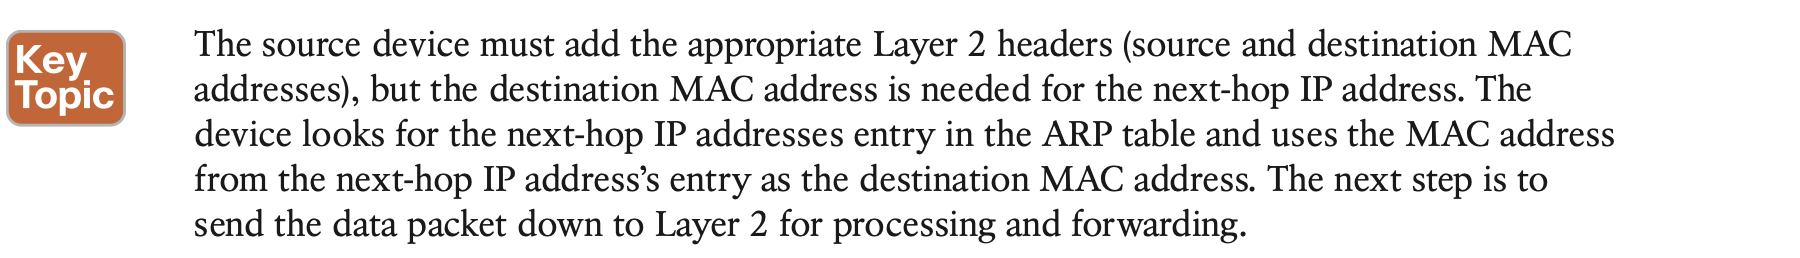 Key
Topic
The source device must add the appropriate Layer 2 headers (source and destination MAC
addresses), but the destination MAC address is needed for the next-hop IP address. The
device looks for the next-hop IP addresses entry in the ARP table and uses the MAC address
from the next-hop IP address’s entry as the destination MAC address. The next step is to
send the data packet down to Layer 2 for processing and forwarding.